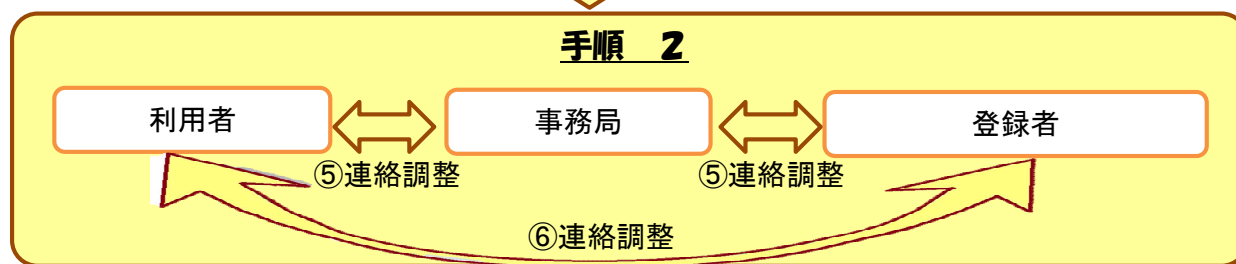 手順　２
利用者
事務局
登録者
⑤連絡調整
⑤連絡調整
⑥連絡調整